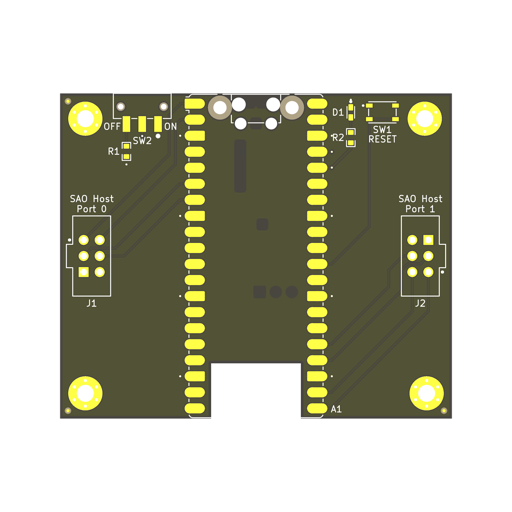 D1
OFF
ON
SW1
RESET
SW2
R2
R1
SAO Host
Port 0
SAO Host
Port 1
J1
J2
A1